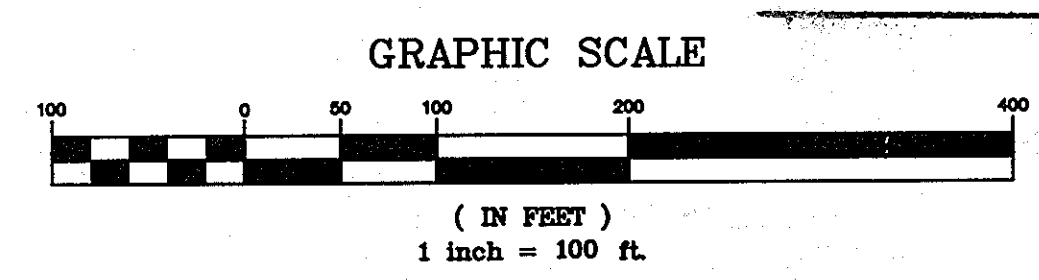 GRAPHIC SCALE
100 0 50 100 200 400
( IN FEET )
1 inch = 100 ft.